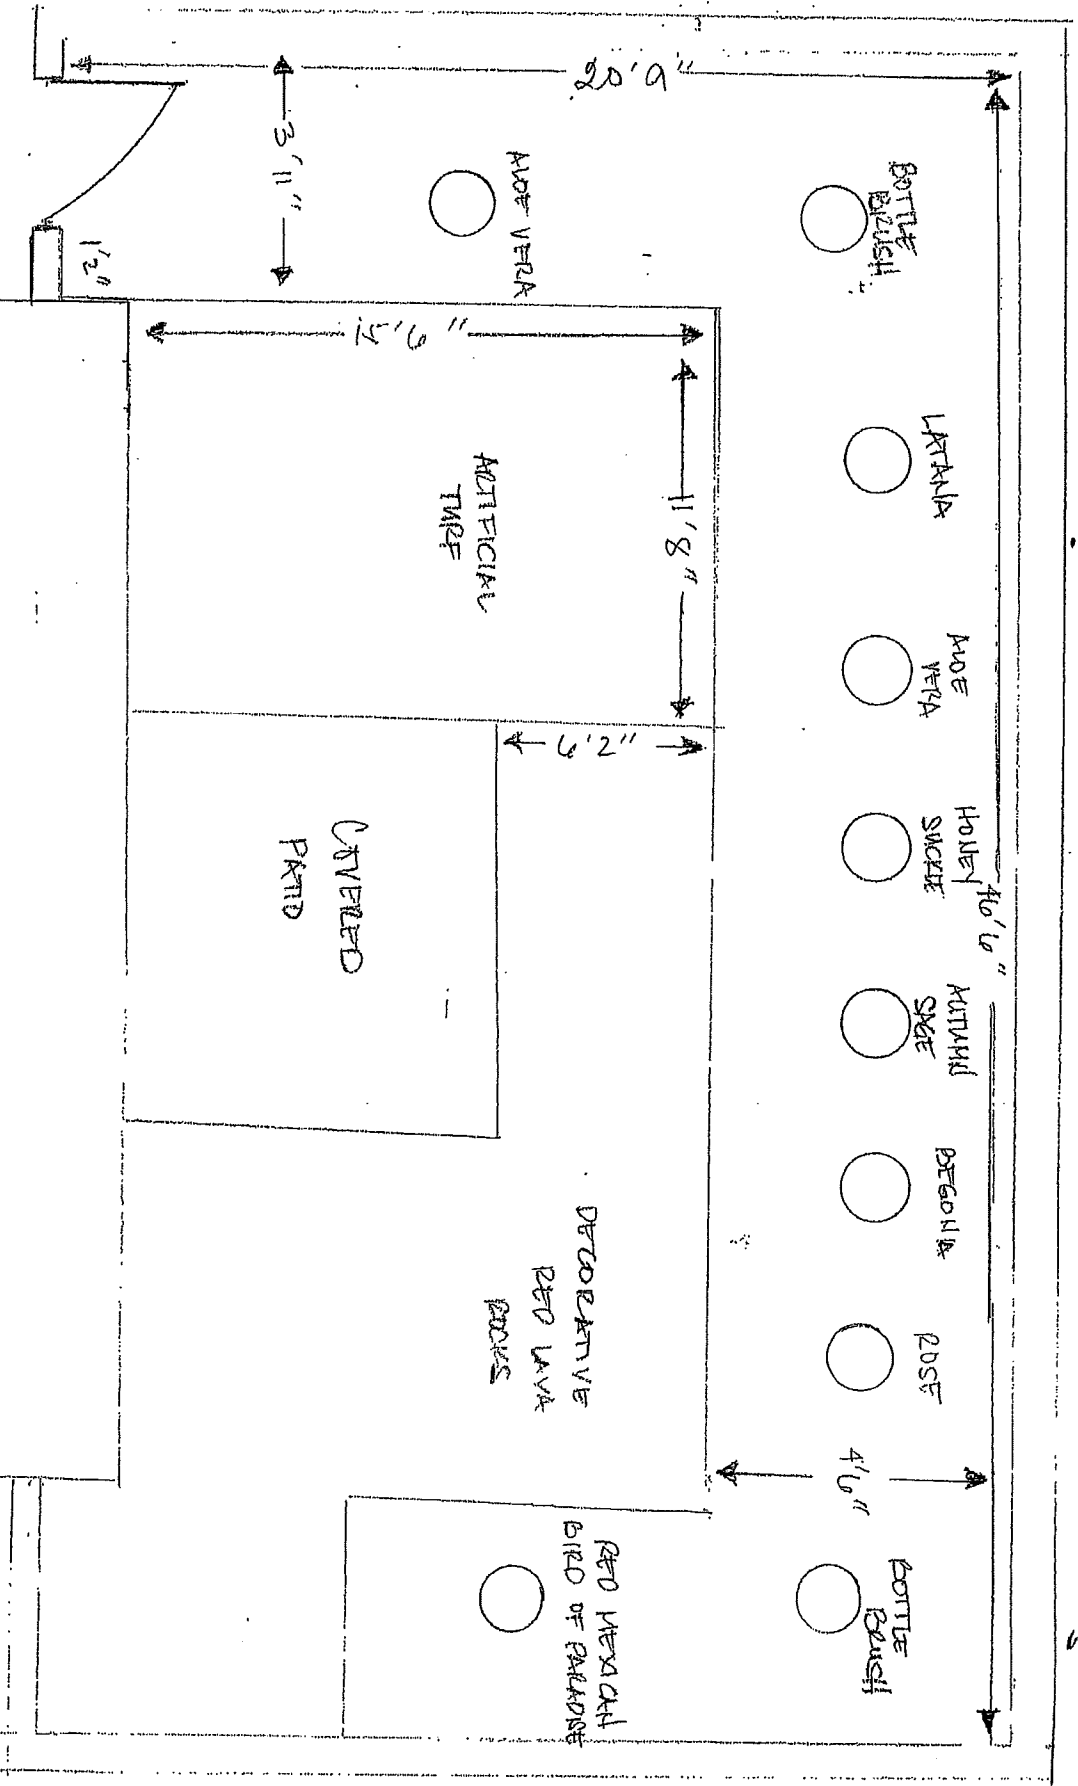 46'6"
BOTTLE
BRUSH
LATANA
ALOE
VERA
HONEY
SUCKLE
AUTUMN
SAGE
BEGONIA
ROSE
BOTTLE
BRUSH
4'6"
20'9"
11'8"
6'2"
RED MEXICAN
BIRD OF PARADISE
ALOE VERA
15'6"
ARTIFICIAL
TURF
DECORATIVE
RED LAVA
ROCKS
3'11"
COVERED
PATIO
1'2"